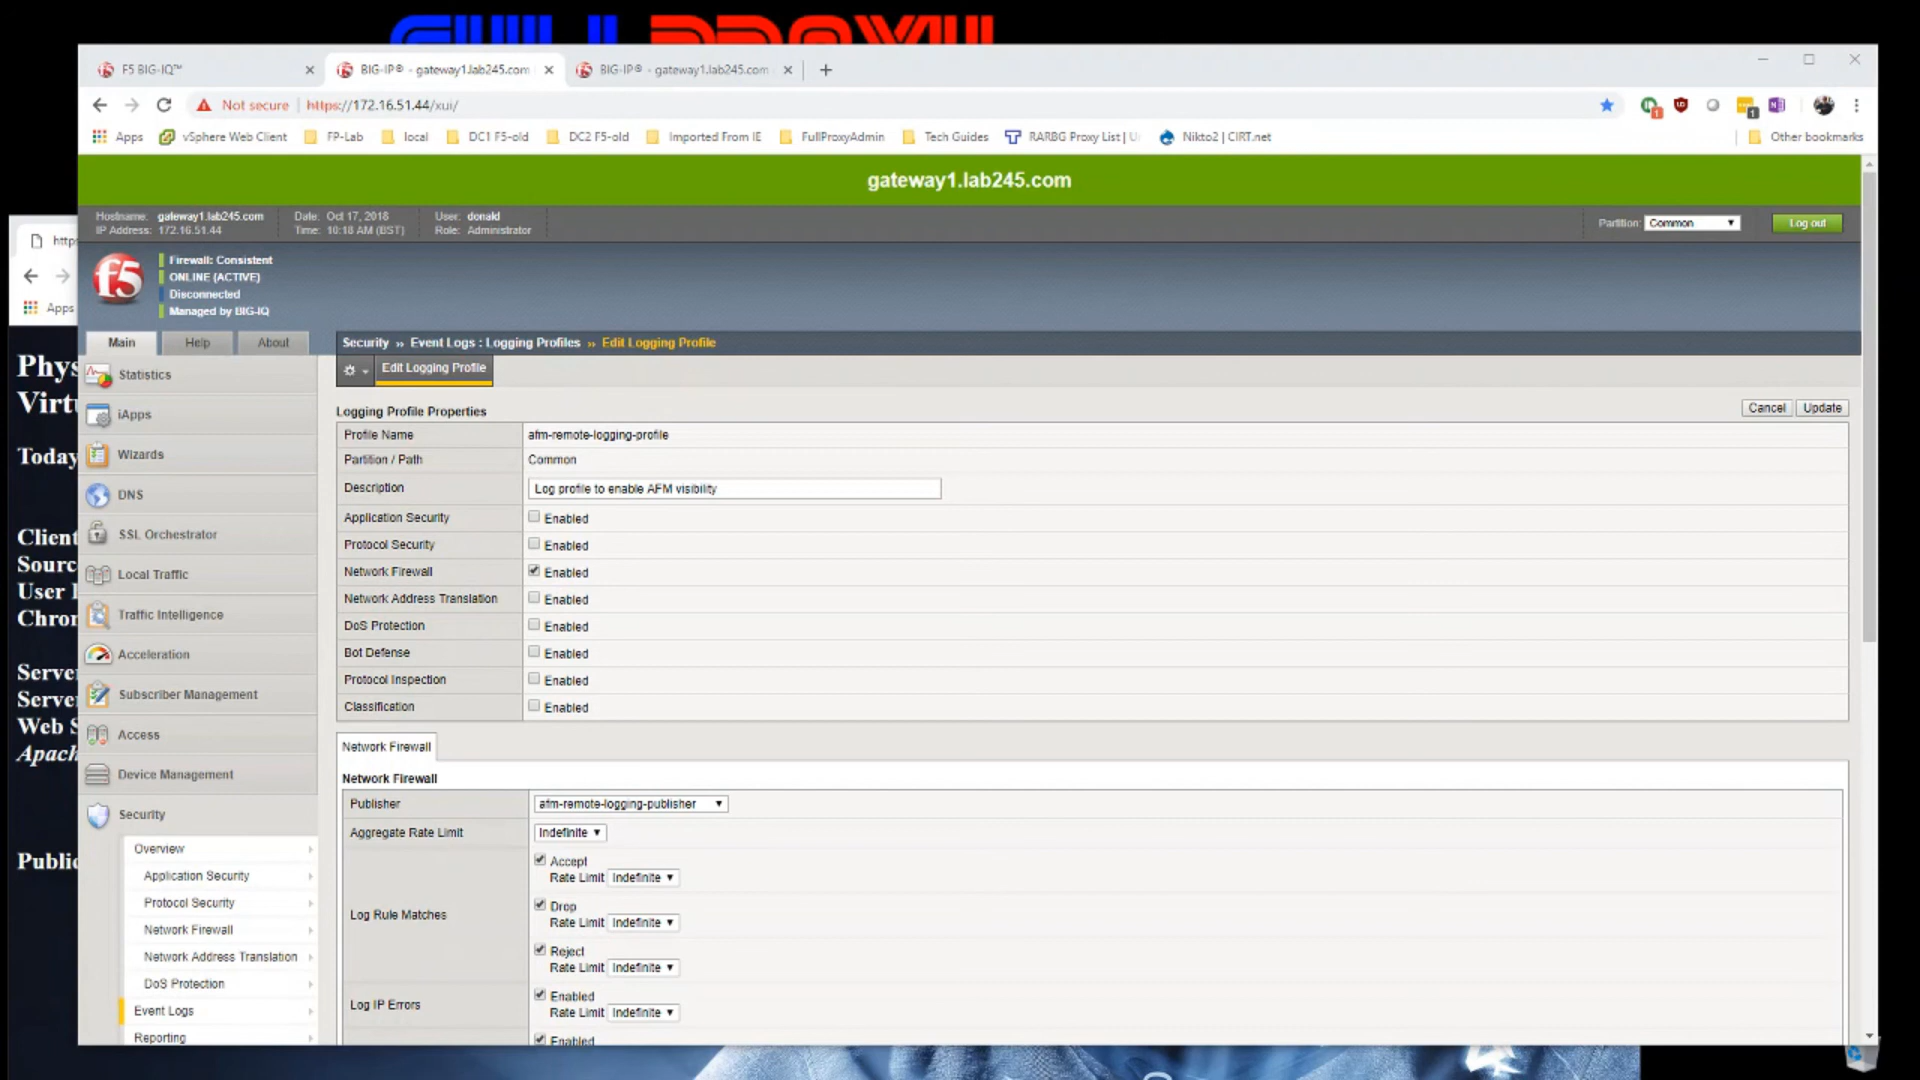 F5 BIG-IQ™
BIG-IP® - gateway1.lab245.com
BIG-IP® - gateway1.lab245.com
Not secure | https://172.16.51.44/xui/
Apps vSphere Web Client FP-Lab local DC1 F5-old DC2 F5-old Imported From IE FullProxyAdmin Tech Guides RARBG Proxy List | Nikto2 | CIRT.net Other bookmarks
gateway1.lab245.com
Hostname: gateway1.lab245.com Date: Oct 17, 2018 User: donald
IP Address: 172.16.51.44 Time: 10:18 AM (BST) Role: Administrator
Partition: Common Log out
f5
Firewall: Consistent
ONLINE (ACTIVE)
Disconnected
Managed by BIG-IQ
Main Help About
Statistics
iApps
Wizards
DNS
SSL Orchestrator
Local Traffic
Traffic Intelligence
Acceleration
Subscriber Management
Access
Device Management
Security
Overview
Application Security
Protocol Security
Network Firewall
Network Address Translation
DoS Protection
Event Logs
Reporting
Security » Event Logs : Logging Profiles » Edit Logging Profile
Edit Logging Profile
Logging Profile Properties
Cancel Update
Profile Name afm-remote-logging-profile
Partition / Path Common
Description Log profile to enable AFM visibility
Application Security Enabled
Protocol Security Enabled
Network Firewall Enabled
Network Address Translation Enabled
DoS Protection Enabled
Bot Defense Enabled
Protocol Inspection Enabled
Classification Enabled
Network Firewall
Network Firewall
Publisher afm-remote-logging-publisher
Aggregate Rate Limit Indefinite
Log Rule Matches
Accept
Rate Limit Indefinite
Drop
Rate Limit Indefinite
Reject
Rate Limit Indefinite
Log IP Errors
Enabled
Rate Limit Indefinite
Enabled
Apps
Today
Client
User
Web